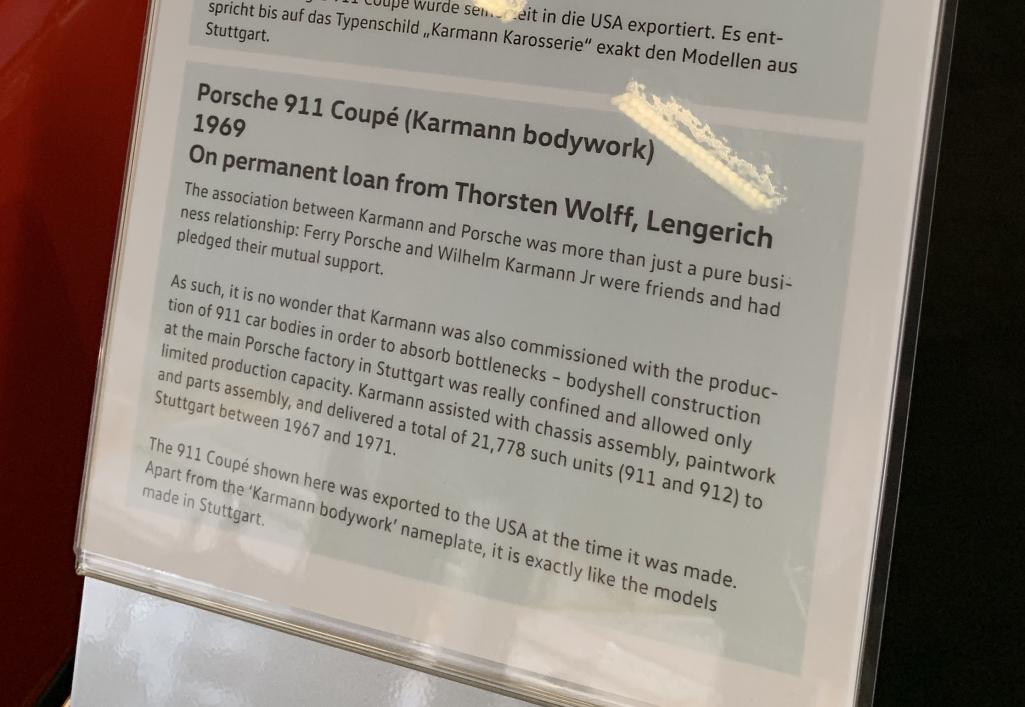 911 Coupé wurde seinerzeit in die USA exportiert. Es ent-
spricht bis auf das Typenschild „Karmann Karosserie“ exakt den Modellen aus
Stuttgart.
Porsche 911 Coupé (Karmann bodywork)
1969
On permanent loan from Thorsten Wolff, Lengerich
The association between Karmann and Porsche was more than just a pure busi-
ness relationship: Ferry Porsche and Wilhelm Karmann Jr were friends and had
pledged their mutual support.
As such, it is no wonder that Karmann was also commissioned with the produc-
tion of 911 car bodies in order to absorb bottlenecks – bodyshell construction
at the main Porsche factory in Stuttgart was really confined and allowed only
limited production capacity. Karmann assisted with chassis assembly, paintwork
and parts assembly, and delivered a total of 21,778 such units (911 and 912) to
Stuttgart between 1967 and 1971.
The 911 Coupé shown here was exported to the USA at the time it was made.
Apart from the ‘Karmann bodywork’ nameplate, it is exactly like the models
made in Stuttgart.